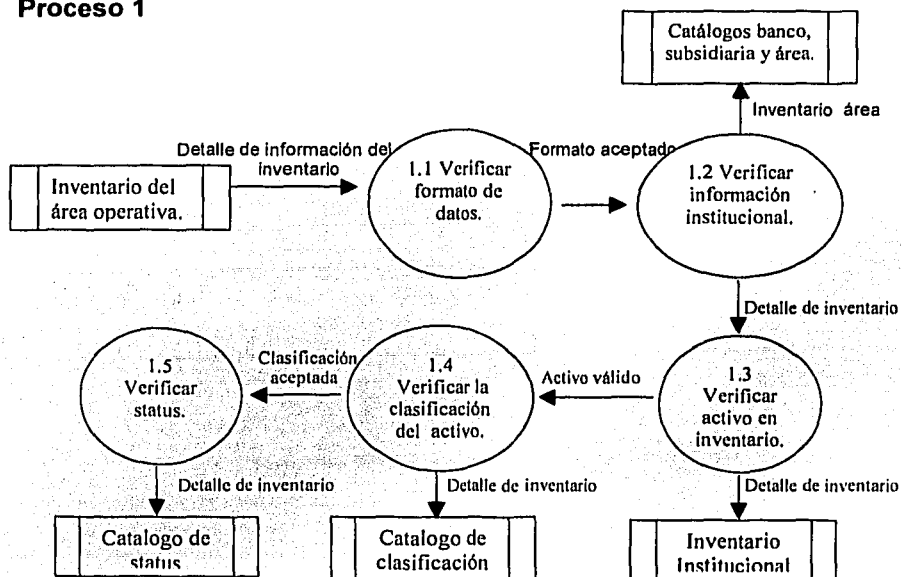 Proceso 1
Catálogos banco,
subsidiaria y área.
Inventario área
Detalle de información del
inventario
Formato aceptado
Inventario del
área operativa.
1.1 Verificar
formato de
datos.
1.2 Verificar
información
institucional.
Detalle de inventario
1.5
Verificar
status.
Clasificación
aceptada
1.4
Verificar la
clasificación
del activo.
Activo válido
1.3
Verificar
activo en
inventario.
Detalle de inventario
Detalle de inventario
Detalle de inventario
Catalogo de
status
Catalogo de
clasificación
Inventario
Institucional